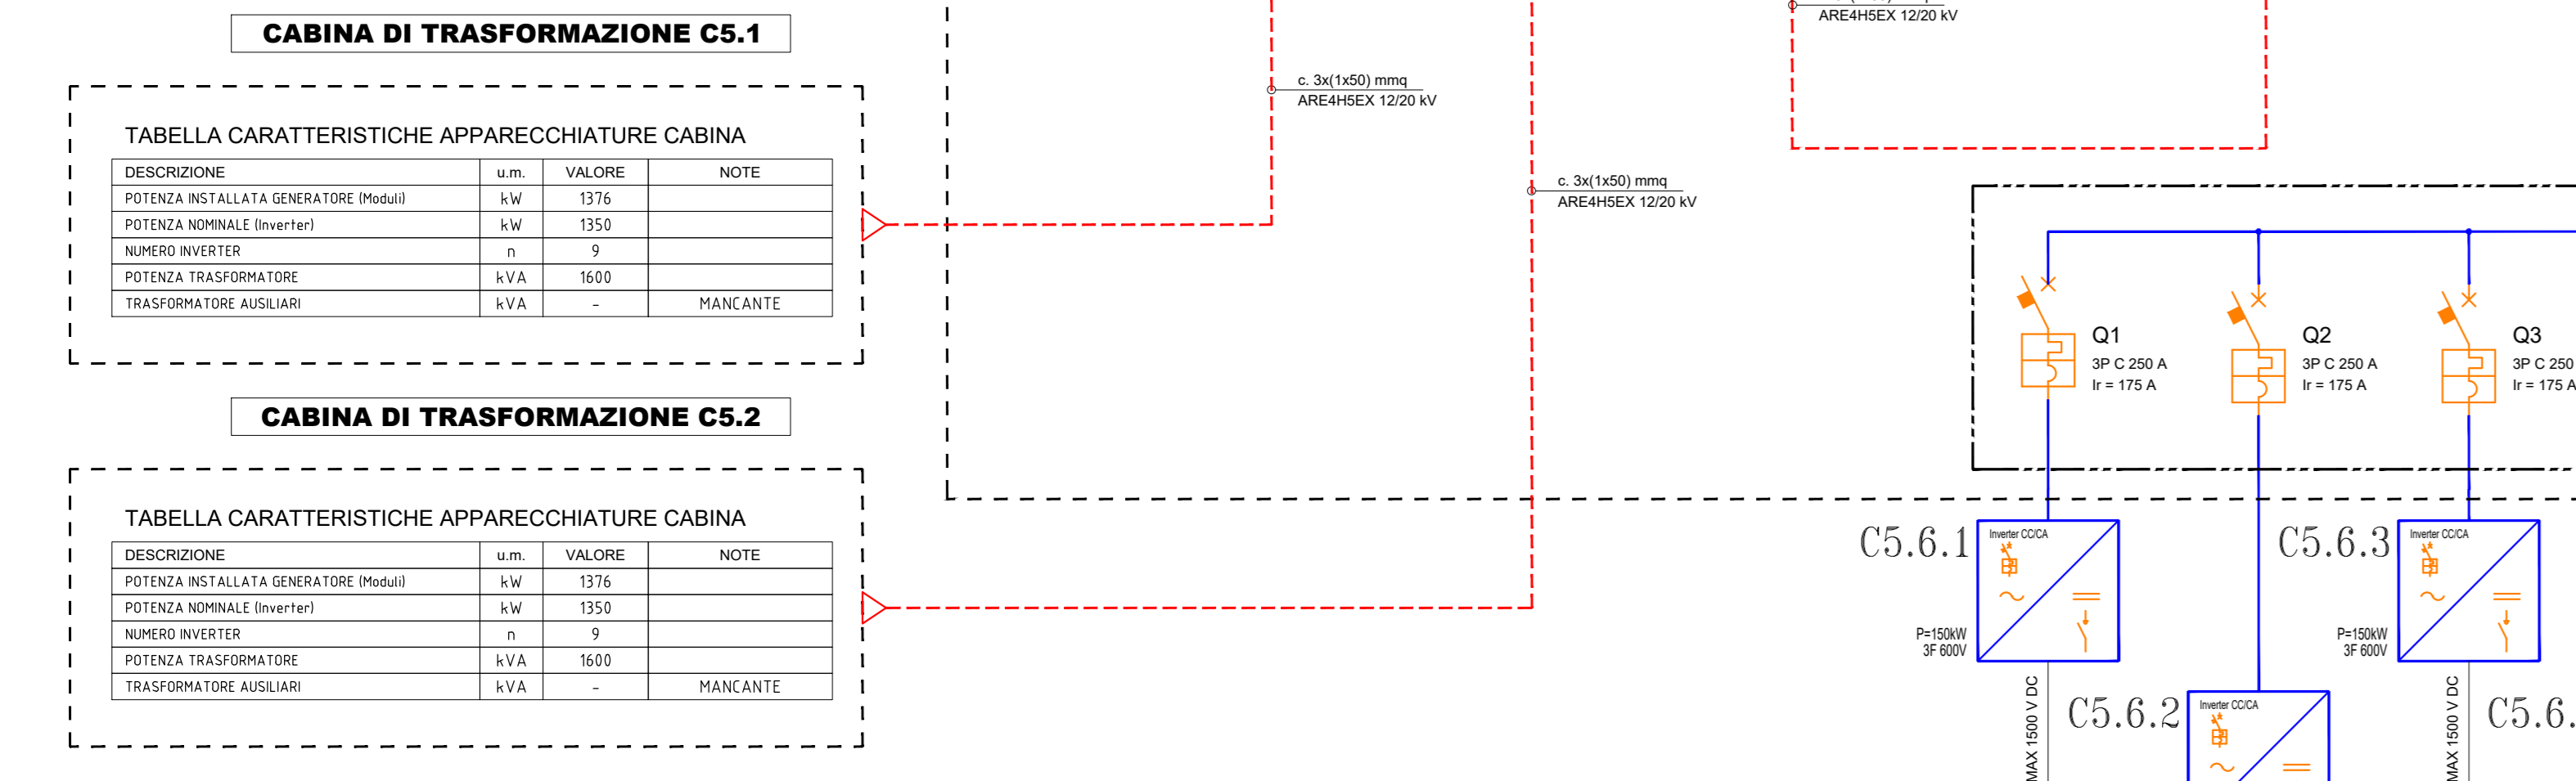 CABINA DI TRASFORMAZIONE C5.1
TABELLA CARATTERISTICHE APPARECCHIATURE CABINA
DESCRIZIONE u.m. VALORE NOTE
POTENZA INSTALLATA GENERATORE (Moduli) kW 1376
POTENZA NOMINALE (Inverter) kW 1350
NUMERO INVERTER n 9
POTENZA TRASFORMATORE kVA 1600
TRASFORMATORE AUSILIARI kVA - MANCANTE
CABINA DI TRASFORMAZIONE C5.2
TABELLA CARATTERISTICHE APPARECCHIATURE CABINA
DESCRIZIONE u.m. VALORE NOTE
POTENZA INSTALLATA GENERATORE (Moduli) kW 1376
POTENZA NOMINALE (Inverter) kW 1350
NUMERO INVERTER n 9
POTENZA TRASFORMATORE kVA 1600
TRASFORMATORE AUSILIARI kVA - MANCANTE
c. 3x(1x50) mmq
ARE4H5EX 12/20 kV
c. 3x(1x50) mmq
ARE4H5EX 12/20 kV
ARE4H5EX 12/20 kV
Q1
3P C 250 A
Ir = 175 A
Q2
3P C 250 A
Ir = 175 A
Q3
3P C 250
Ir = 175 A
C5.6.1
Inverter CC/CA
P=150kW
3F 600V
MAX 1500 V DC
C5.6.2
Inverter CC/CA
C5.6.3
Inverter CC/CA
P=150kW
3F 600V
MAX 1500 V DC
C5.6.